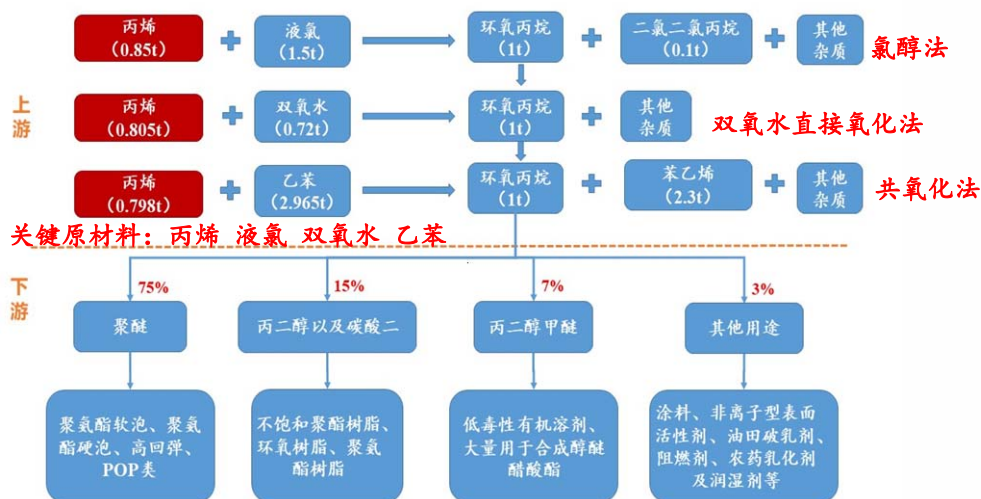 丙烯
(0.85t)
液氯
(1.5t)
环氧丙烷
(1t)
二氯二氯丙烷
(0.1t)
其他
杂质
氯醇法
上
游
丙烯
(0.805t)
双氧水
(0.72t)
环氧丙烷
(1t)
其他
杂质
双氧水直接氧化法
丙烯
(0.798t)
乙苯
(2.965t)
环氧丙烷
(1t)
苯乙烯
(2.3t)
其他
杂质
共氧化法
关键原材料：丙烯 液氯 双氧水 乙苯
下
游
75%
15%
7%
3%
聚醚
丙二醇以及碳酸二
丙二醇甲醚
其他用途
聚氨酯软泡、聚氨
酯硬泡、高回弹、
POP类
不饱和聚酯树脂、
环氧树脂、聚氨
酯树脂
低毒性有机溶剂、
大量用于合成醇醚
醋酸酯
涂料、非离子型表面
活性剂、油田破乳剂、
阻燃剂、农药乳化剂
及润湿剂等